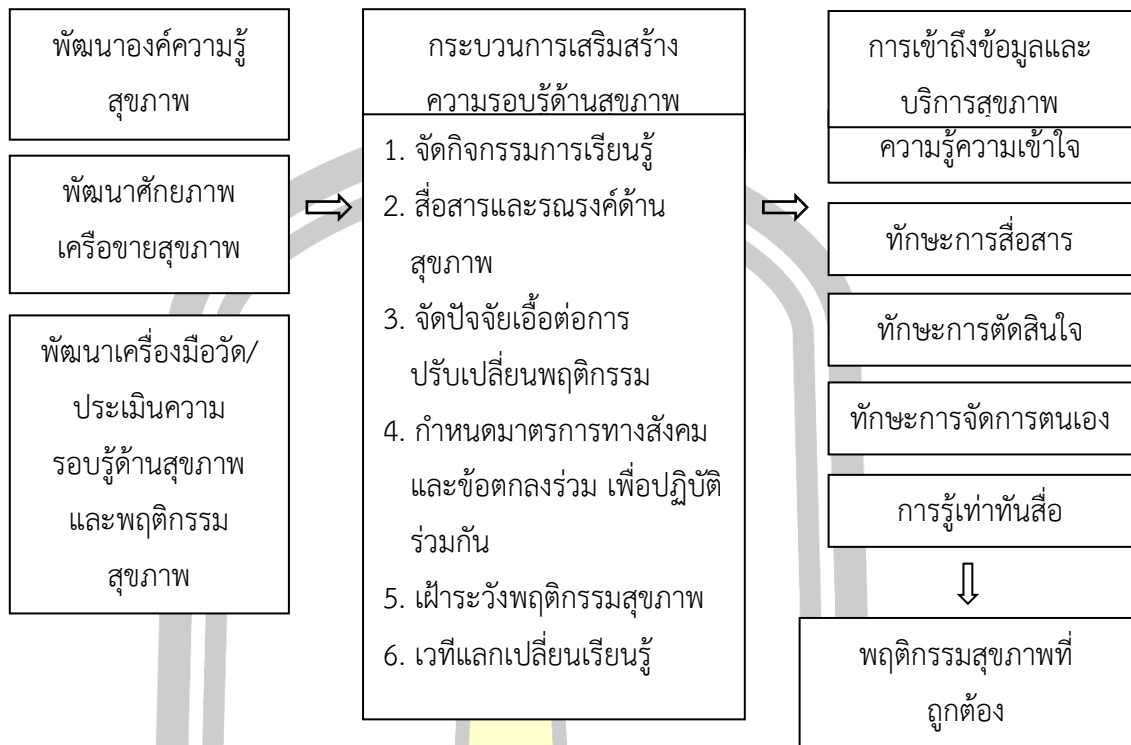 พัฒนาองค์ความรู้
สุขภาพ
พัฒนาศักยภาพ
เครือขายสุขภาพ
พัฒนาเครื่องมือวัด/
ประเมินความ
รอบรู้ด้านสุขภาพ
และพฤติกรรม
สุขภาพ
กระบวนการเสริมสร้าง
ความรอบรู้ด้านสุขภาพ
1. จัดกิจกรรมการเรียนรู้
2. สื่อสารและรณรงค์ด้าน
สุขภาพ
3. จัดปัจจัยเอื้อต่อการ
ปรับเปลี่ยนพฤติกรรม
4. กำหนดมาตรการทางสังคม
และข้อตกลงร่วม เพื่อปฏิบัติ
ร่วมกัน
5. เฝ้าระวังพฤติกรรมสุขภาพ
6. เวทีแลกเปลี่ยนเรียนรู้
การเข้าถึงข้อมูลและ
บริการสุขภาพ
ความรู้ความเข้าใจ
ทักษะการสื่อสาร
ทักษะการตัดสินใจ
ทักษะการจัดการตนเอง
การรู้เท่าทันสื่อ
พฤติกรรมสุขภาพที่
ถูกต้อง